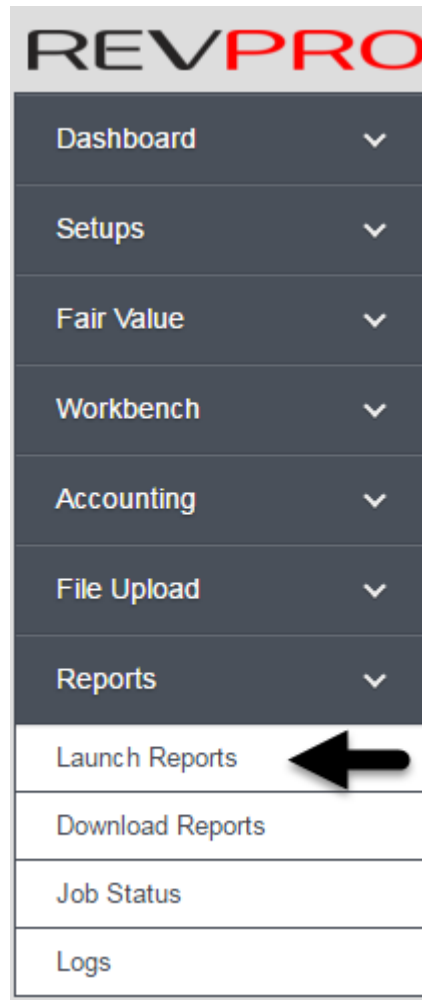 REVPRO
Dashboard
Setups
Fair Value
Workbench
Accounting
File Upload
Reports
Launch Reports
Download Reports
Job Status
Logs